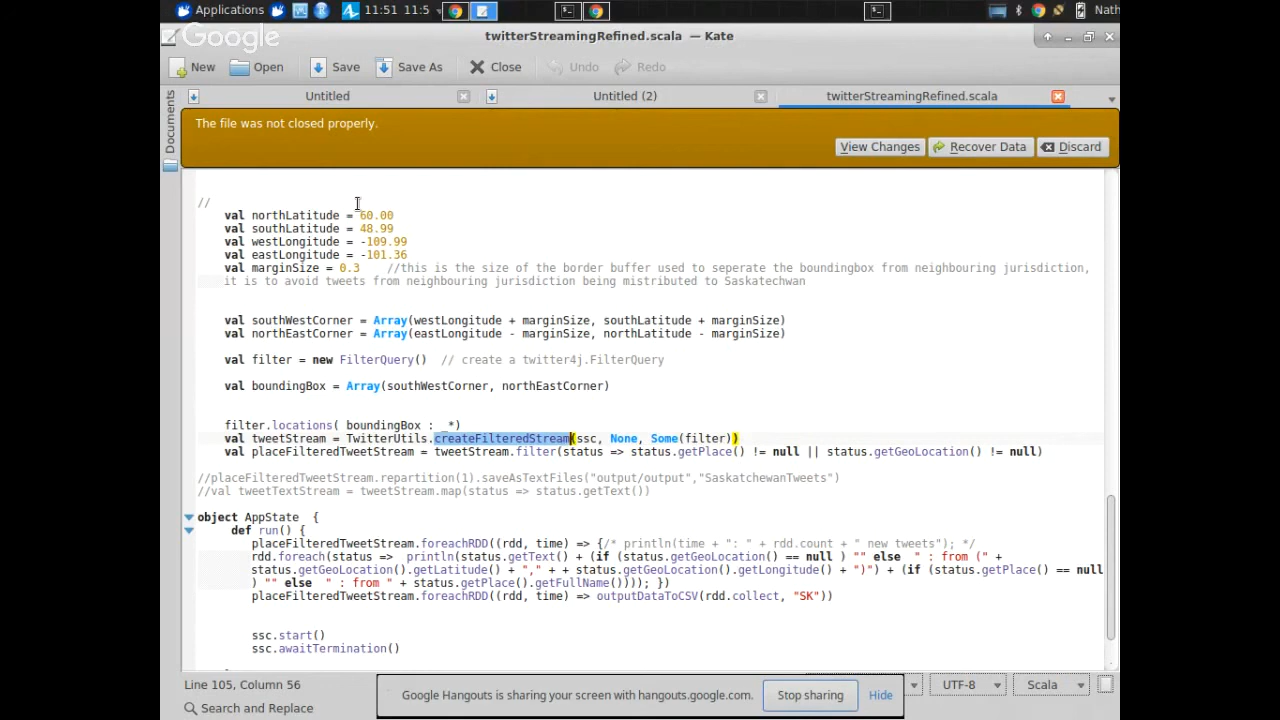 Applications 11:51 11:5 Nath
Google
twitterStreamingRefined.scala — Kate
New Open Save Save As Close Undo Redo
Documents
Untitled Untitled (2) twitterStreamingRefined.scala
The file was not closed properly.
View Changes Recover Data Discard
//
val northLatitude = 60.00
val southLatitude = 48.99
val westLongitude = -109.99
val eastLongitude = -101.36
val marginSize = 0.3 //this is the size of the border buffer used to seperate the boundingbox from neighbouring jurisdiction,
it is to avoid tweets from neighbouring jurisdiction being mistributed to Saskatechwan
val southWestCorner = Array(westLongitude + marginSize, southLatitude + marginSize)
val northEastCorner = Array(eastLongitude - marginSize, northLatitude - marginSize)
val filter = new FilterQuery() // create a twitter4j.FilterQuery
val boundingBox = Array(southWestCorner, northEastCorner)
filter.locations( boundingBox : _*)
val tweetStream = TwitterUtils.createFilteredStream(ssc, None, Some(filter))
val placeFilteredTweetStream = tweetStream.filter(status => status.getPlace() != null || status.getGeoLocation() != null)
//placeFilteredTweetStream.repartition(1).saveAsTextFiles("output/output","SaskatchewanTweets")
//val tweetTextStream = tweetStream.map(status => status.getText())
object AppState {
def run() {
placeFilteredTweetStream.foreachRDD((rdd, time) => {/* println(time + ": " + rdd.count + " new tweets"); */
rdd.foreach(status => println(status.getText() + (if (status.getGeoLocation() == null ) "" else " : from (" +
status.getGeoLocation().getLatitude() + "," + + status.getGeoLocation().getLongitude() + ")") + (if (status.getPlace() == null
) "" else " : from " + status.getPlace().getFullName()))); })
placeFilteredTweetStream.foreachRDD((rdd, time) => outputDataToCSV(rdd.collect, "SK"))
ssc.start()
ssc.awaitTermination()
Line 105, Column 56 UTF-8 Scala
Google Hangouts is sharing your screen with hangouts.google.com. Stop sharing Hide
Search and Replace